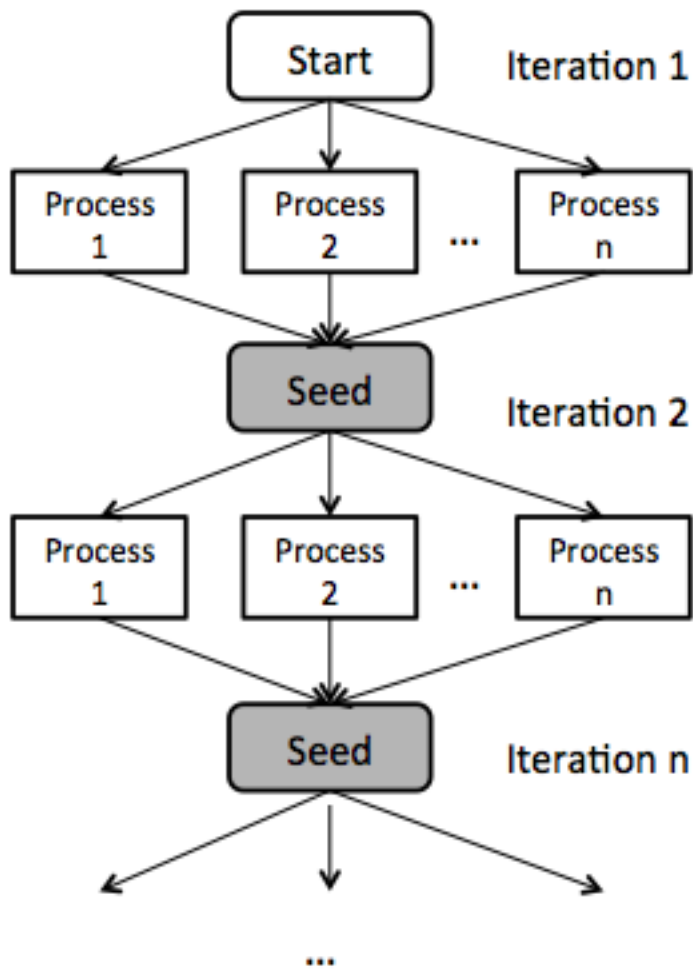 Start
Iteration 1
Process
1
Process
2
...
Process
n
Seed
Iteration 2
Process
1
Process
2
...
Process
n
Seed
Iteration n
...